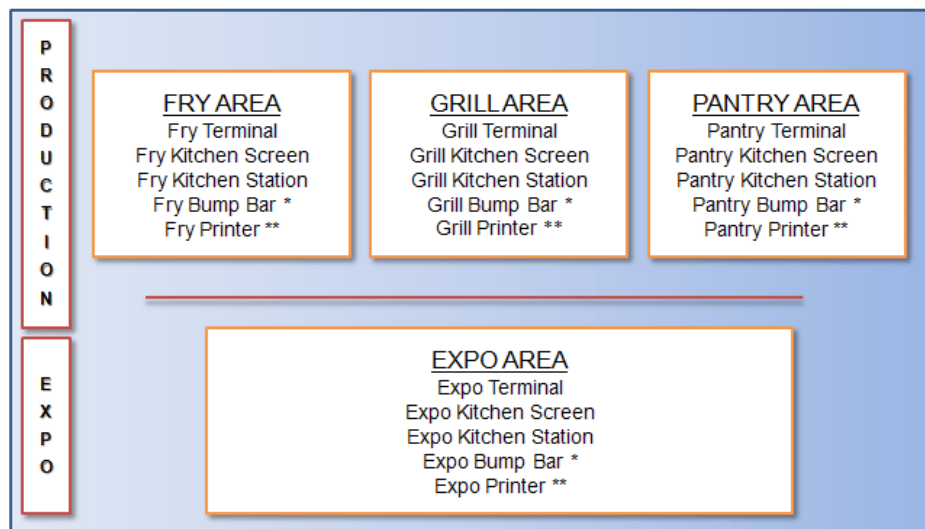 PRODUCTION
FRY AREA
Fry Terminal
Fry Kitchen Screen
Fry Kitchen Station
Fry Bump Bar *
Fry Printer **
GRILL AREA
Grill Terminal
Grill Kitchen Screen
Grill Kitchen Station
Grill Bump Bar *
Grill Printer **
PANTRY AREA
Pantry Terminal
Pantry Kitchen Screen
Pantry Kitchen Station
Pantry Bump Bar *
Pantry Printer **
EXPO
EXPO AREA
Expo Terminal
Expo Kitchen Screen
Expo Kitchen Station
Expo Bump Bar *
Expo Printer **